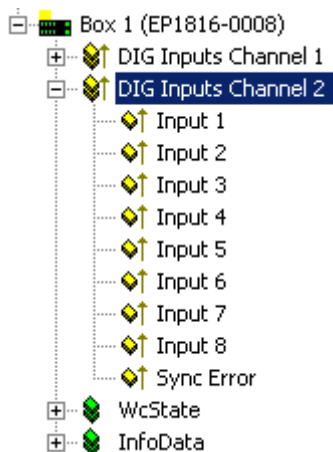 Box 1 (EP1816-0008)
DIG Inputs Channel 1
DIG Inputs Channel 2
Input 1
Input 2
Input 3
Input 4
Input 5
Input 6
Input 7
Input 8
Sync Error
WcState
InfoData